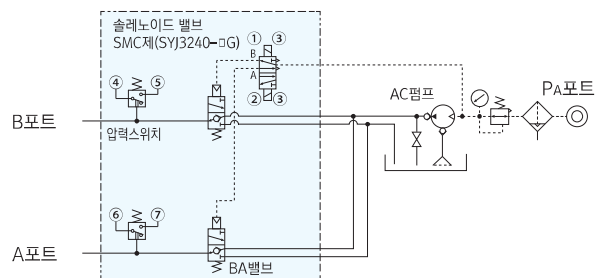 솔레노이드 밸브
SMC제(SYJ3240-□G)
① ③
B
A
② ③
④ ⑤
압력스위치
B포트
AC펌프
PA포트
⑥ ⑦
A포트
BA밸브